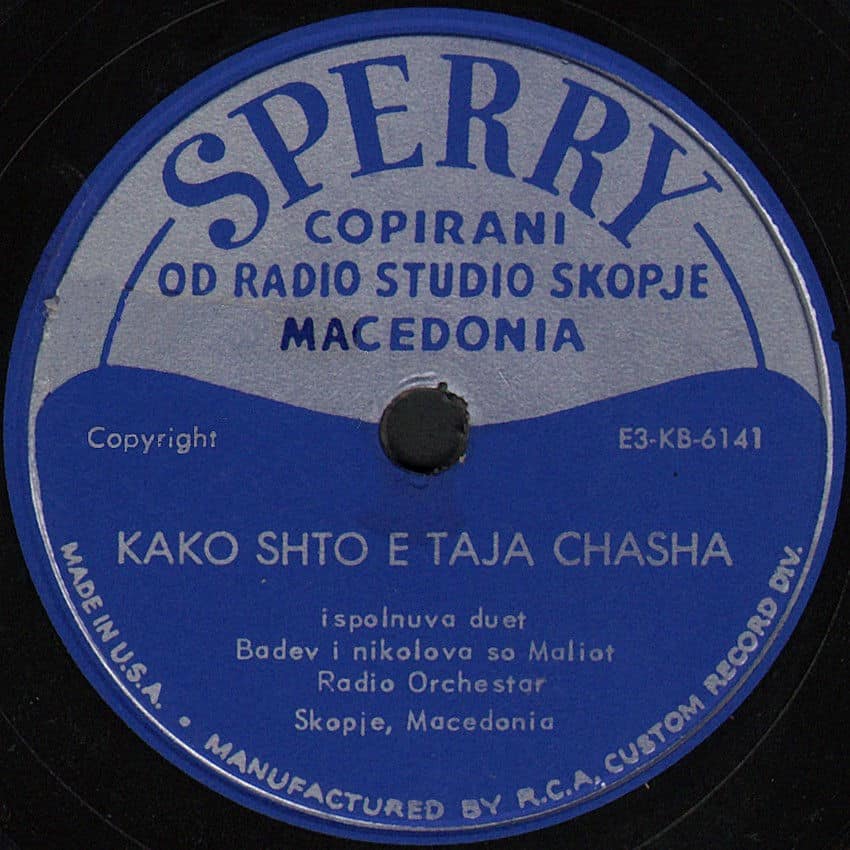 SPERRY
COPIRANI
OD RADIO STUDIO SKOPJE
MACEDONIA
Copyright
E3-KB-6141
KAKO SHTO E TAJA CHASHA
ispolnuva duet
Badev i nikolova so Maliot
Radio Orchestar
Skopje, Macedonia
MADE IN U.S.A. • MANUFACTURED BY R.C.A. CUSTOM RECORD DIV.